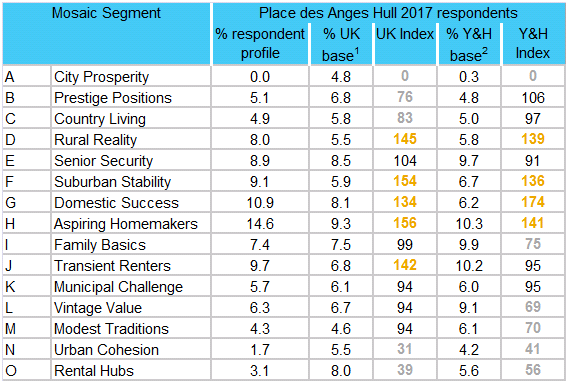 Mosaic Segment Place des Anges Hull 2017 respondents
% respondent profile % UK base1 UK Index % Y&H base2 Y&H Index
A City Prosperity 0.0 4.8 0 0.3 0
B Prestige Positions 5.1 6.8 76 4.8 106
C Country Living 4.9 5.8 83 5.0 97
D Rural Reality 8.0 5.5 145 5.8 139
E Senior Security 8.9 8.5 104 9.7 91
F Suburban Stability 9.1 5.9 154 6.7 136
G Domestic Success 10.9 8.1 134 6.2 174
H Aspiring Homemakers 14.6 9.3 156 10.3 141
I Family Basics 7.4 7.5 99 9.9 75
J Transient Renters 9.7 6.8 142 10.2 95
K Municipal Challenge 5.7 6.1 94 6.0 95
L Vintage Value 6.3 6.7 94 9.1 69
M Modest Traditions 4.3 4.6 94 6.1 70
N Urban Cohesion 1.7 5.5 31 4.2 41
O Rental Hubs 3.1 8.0 39 5.6 56